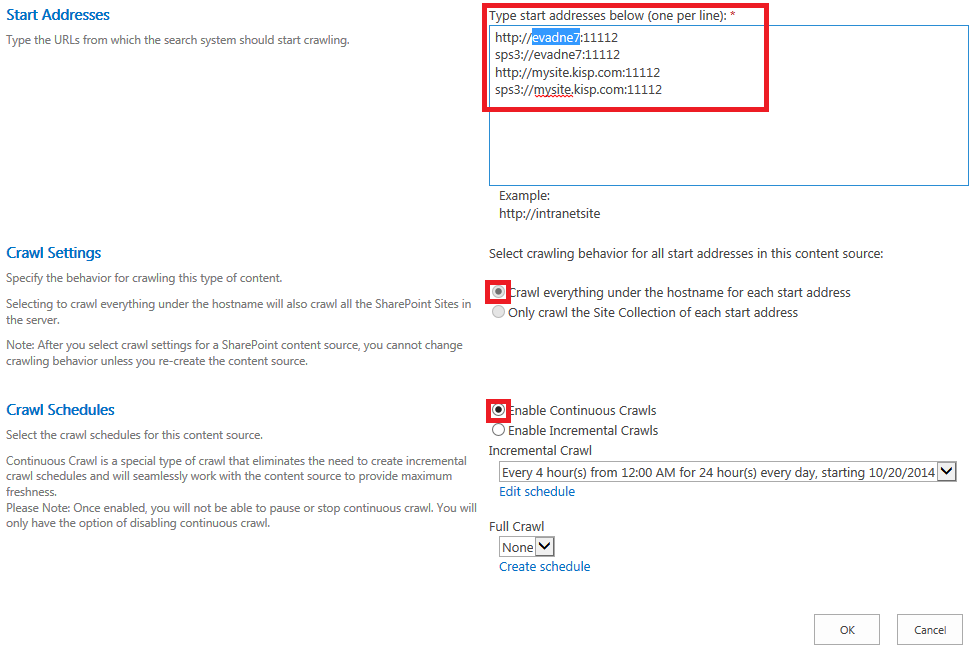 Start Addresses
Type the URLs from which the search system should start crawling.
Type start addresses below (one per line): *
http://evadne7:11112
sps3://evadne7:11112
http://mysite.kisp.com:11112
sps3://mysite.kisp.com:11112
Example:
http://intranetsite
Crawl Settings
Specify the behavior for crawling this type of content.
Selecting to crawl everything under the hostname will also crawl all the SharePoint Sites in
the server.
Note: After you select crawl settings for a SharePoint content source, you cannot change
crawling behavior unless you re-create the content source.
Select crawling behavior for all start addresses in this content source:
Crawl everything under the hostname for each start address
Only crawl the Site Collection of each start address
Crawl Schedules
Select the crawl schedules for this content source.
Continuous Crawl is a special type of crawl that eliminates the need to create incremental
crawl schedules and will seamlessly work with the content source to provide maximum
freshness.
Please Note: Once enabled, you will not be able to pause or stop continuous crawl. You will
only have the option of disabling continuous crawl.
Enable Continuous Crawls
Enable Incremental Crawls
Incremental Crawl
Every 4 hour(s) from 12:00 AM for 24 hour(s) every day, starting 10/20/2014
Edit schedule
Full Crawl
None
Create schedule
OK
Cancel